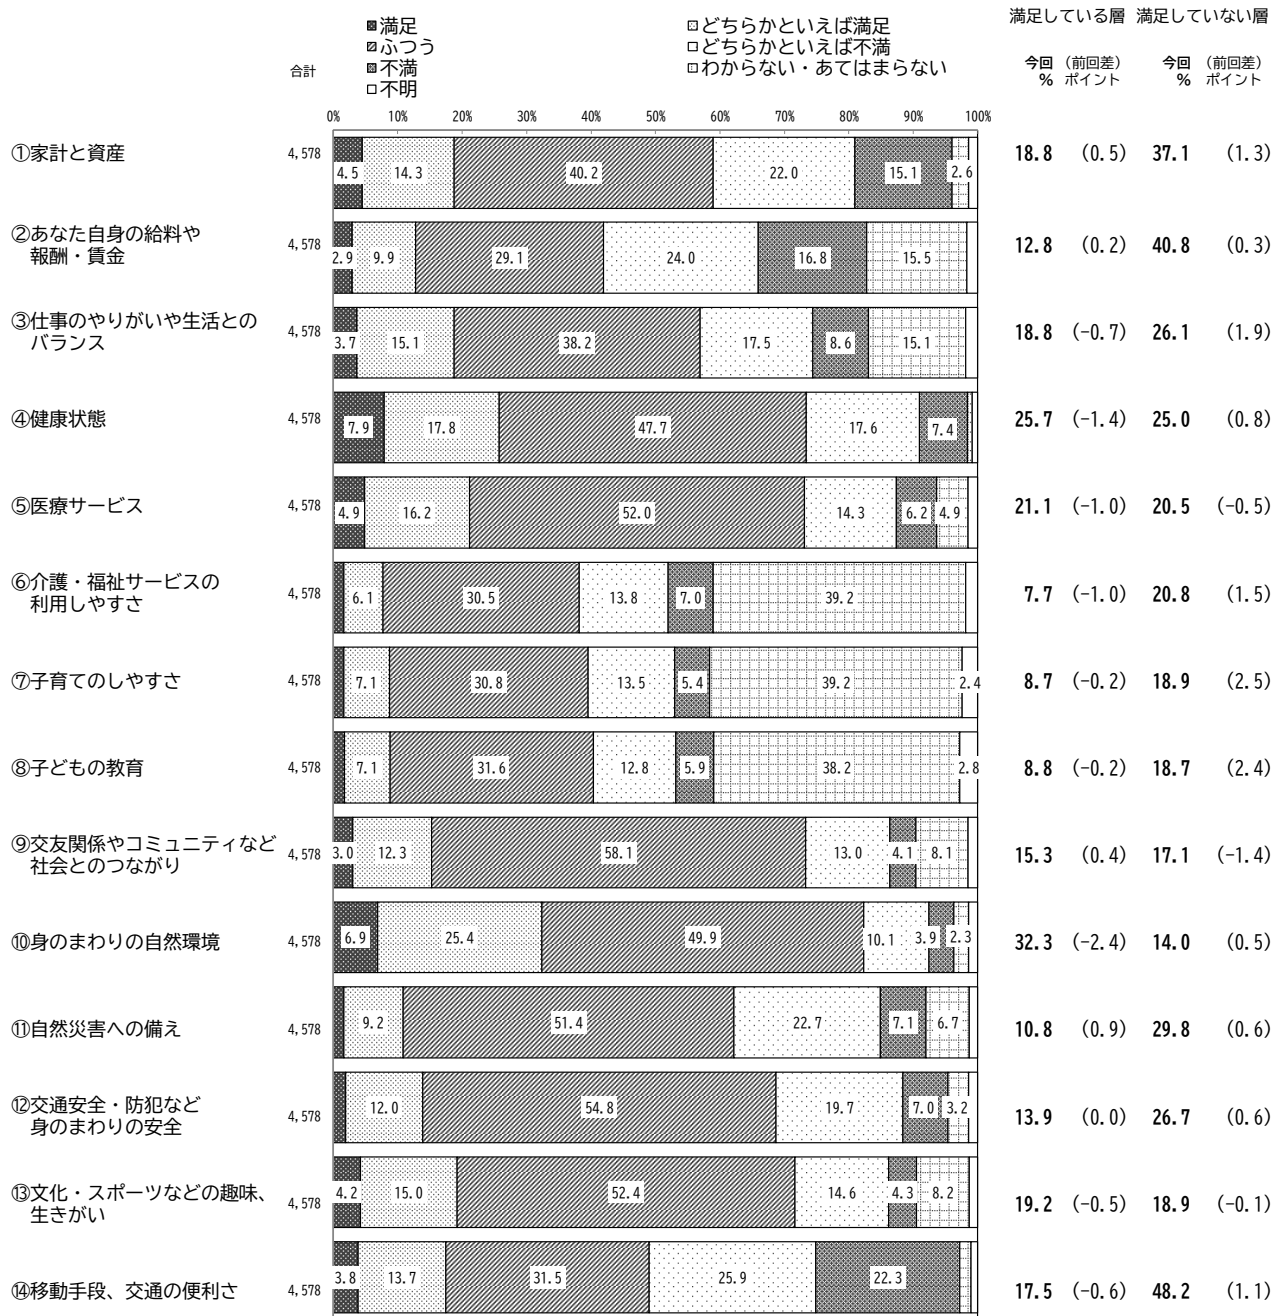 満足している層 満足していない層
■満足 どちらかといえば満足
ふつう □どちらかといえば不満
不満 わからない・あてはまらない
□不明
合計
今回 (前回差) 今回 (前回差)
% ポイント % ポイント
0% 10% 20% 30% 40% 50% 60% 70% 80% 90% 100%
①家計と資産 4,578 4.5 14.3 40.2 22.0 15.1 2.6 18.8 (0.5) 37.1 (1.3)
②あなた自身の給料や
報酬・賃金 4,578 2.9 9.9 29.1 24.0 16.8 15.5 12.8 (0.2) 40.8 (0.3)
③仕事のやりがいや生活との
バランス 4,578 3.7 15.1 38.2 17.5 8.6 15.1 18.8 (-0.7) 26.1 (1.9)
④健康状態 4,578 7.9 17.8 47.7 17.6 7.4 25.7 (-1.4) 25.0 (0.8)
⑤医療サービス 4,578 4.9 16.2 52.0 14.3 6.2 4.9 21.1 (-1.0) 20.5 (-0.5)
⑥介護・福祉サービスの
利用しやすさ 4,578 6.1 30.5 13.8 7.0 39.2 7.7 (-1.0) 20.8 (1.5)
⑦子育てのしやすさ 4,578 7.1 30.8 13.5 5.4 39.2 2.4 8.7 (-0.2) 18.9 (2.5)
⑧子どもの教育 4,578 7.1 31.6 12.8 5.9 38.2 2.8 8.8 (-0.2) 18.7 (2.4)
⑨交友関係やコミュニティなど
社会とのつながり 4,578 3.0 12.3 58.1 13.0 4.1 8.1 15.3 (0.4) 17.1 (-1.4)
⑩身のまわりの自然環境 4,578 6.9 25.4 49.9 10.1 3.9 2.3 32.3 (-2.4) 14.0 (0.5)
⑪自然災害への備え 4,578 9.2 51.4 22.7 7.1 6.7 10.8 (0.9) 29.8 (0.6)
⑫交通安全・防犯など
身のまわりの安全 4,578 12.0 54.8 19.7 7.0 3.2 13.9 (0.0) 26.7 (0.6)
⑬文化・スポーツなどの趣味、
生きがい 4,578 4.2 15.0 52.4 14.6 4.3 8.2 19.2 (-0.5) 18.9 (-0.1)
⑭移動手段、交通の便利さ 4,578 3.8 13.7 31.5 25.9 22.3 17.5 (-0.6) 48.2 (1.1)